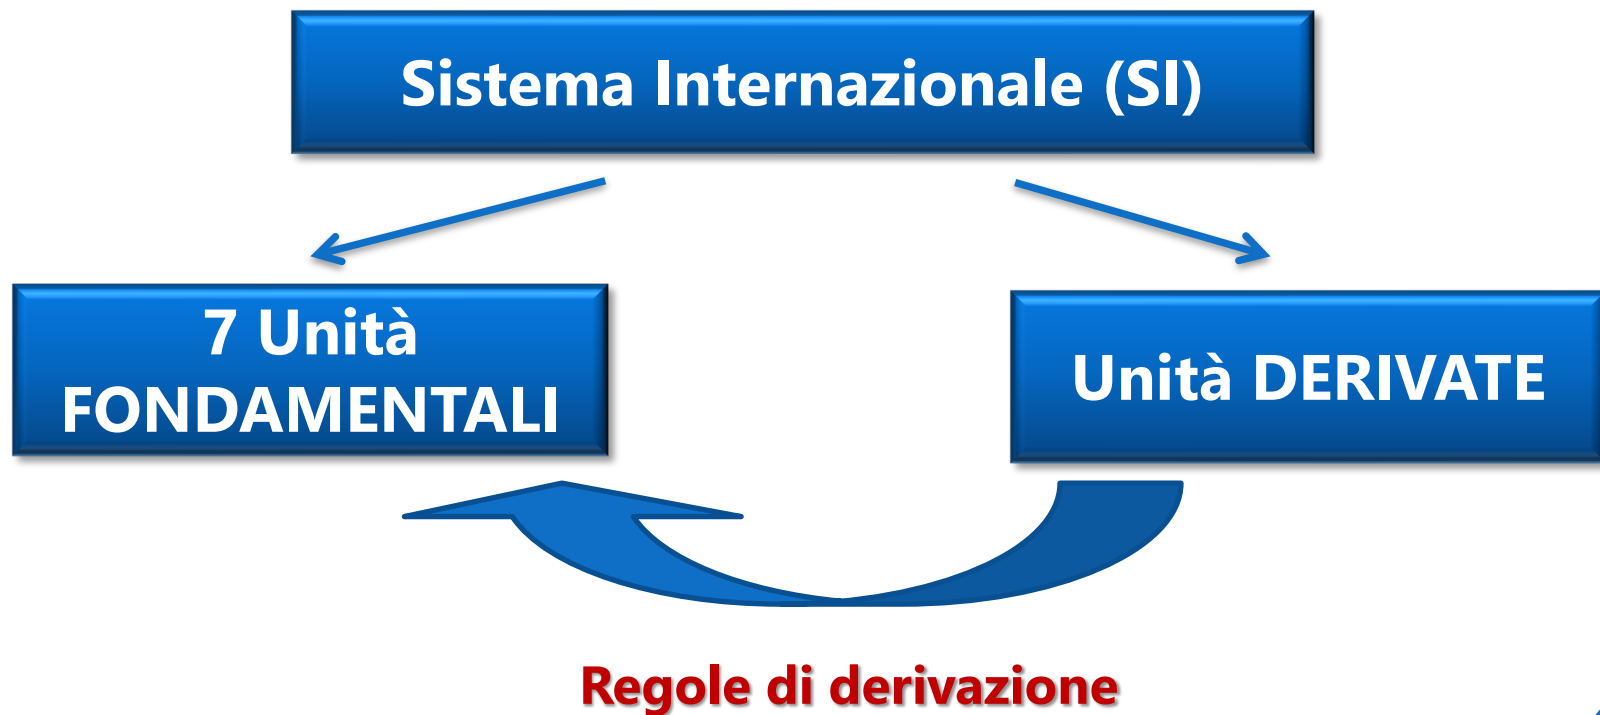 Sistema Internazionale (SI)
7 Unità
FONDAMENTALI
Unità DERIVATE
Regole di derivazione